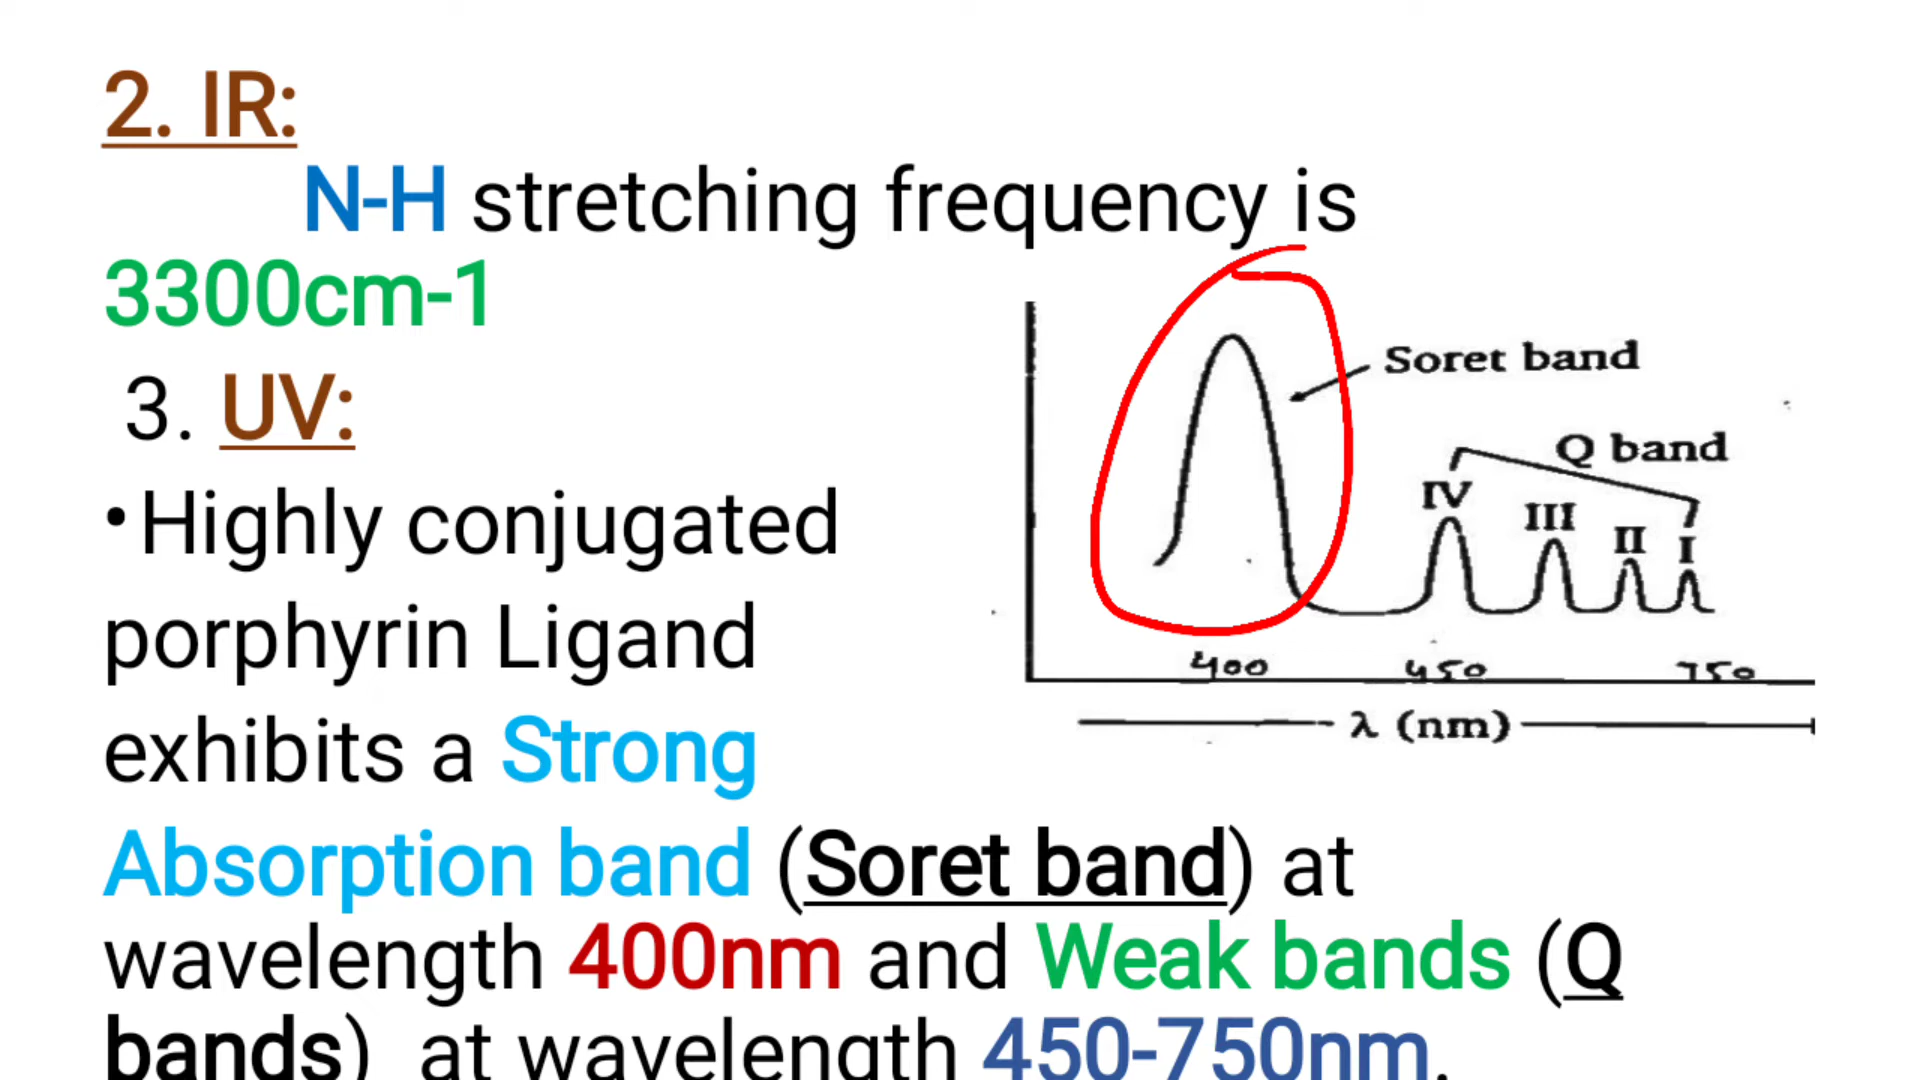 2. IR:
N-H stretching frequency is
3300cm-1
3. UV:
•Highly conjugated
porphyrin Ligand
exhibits a Strong
Absorption band (Soret band) at
wavelength 400nm and Weak bands (Q
bands) at wavelength 450-750nm.
Soret band
Q band
IV
III
II
I
400 450 750
λ (nm)